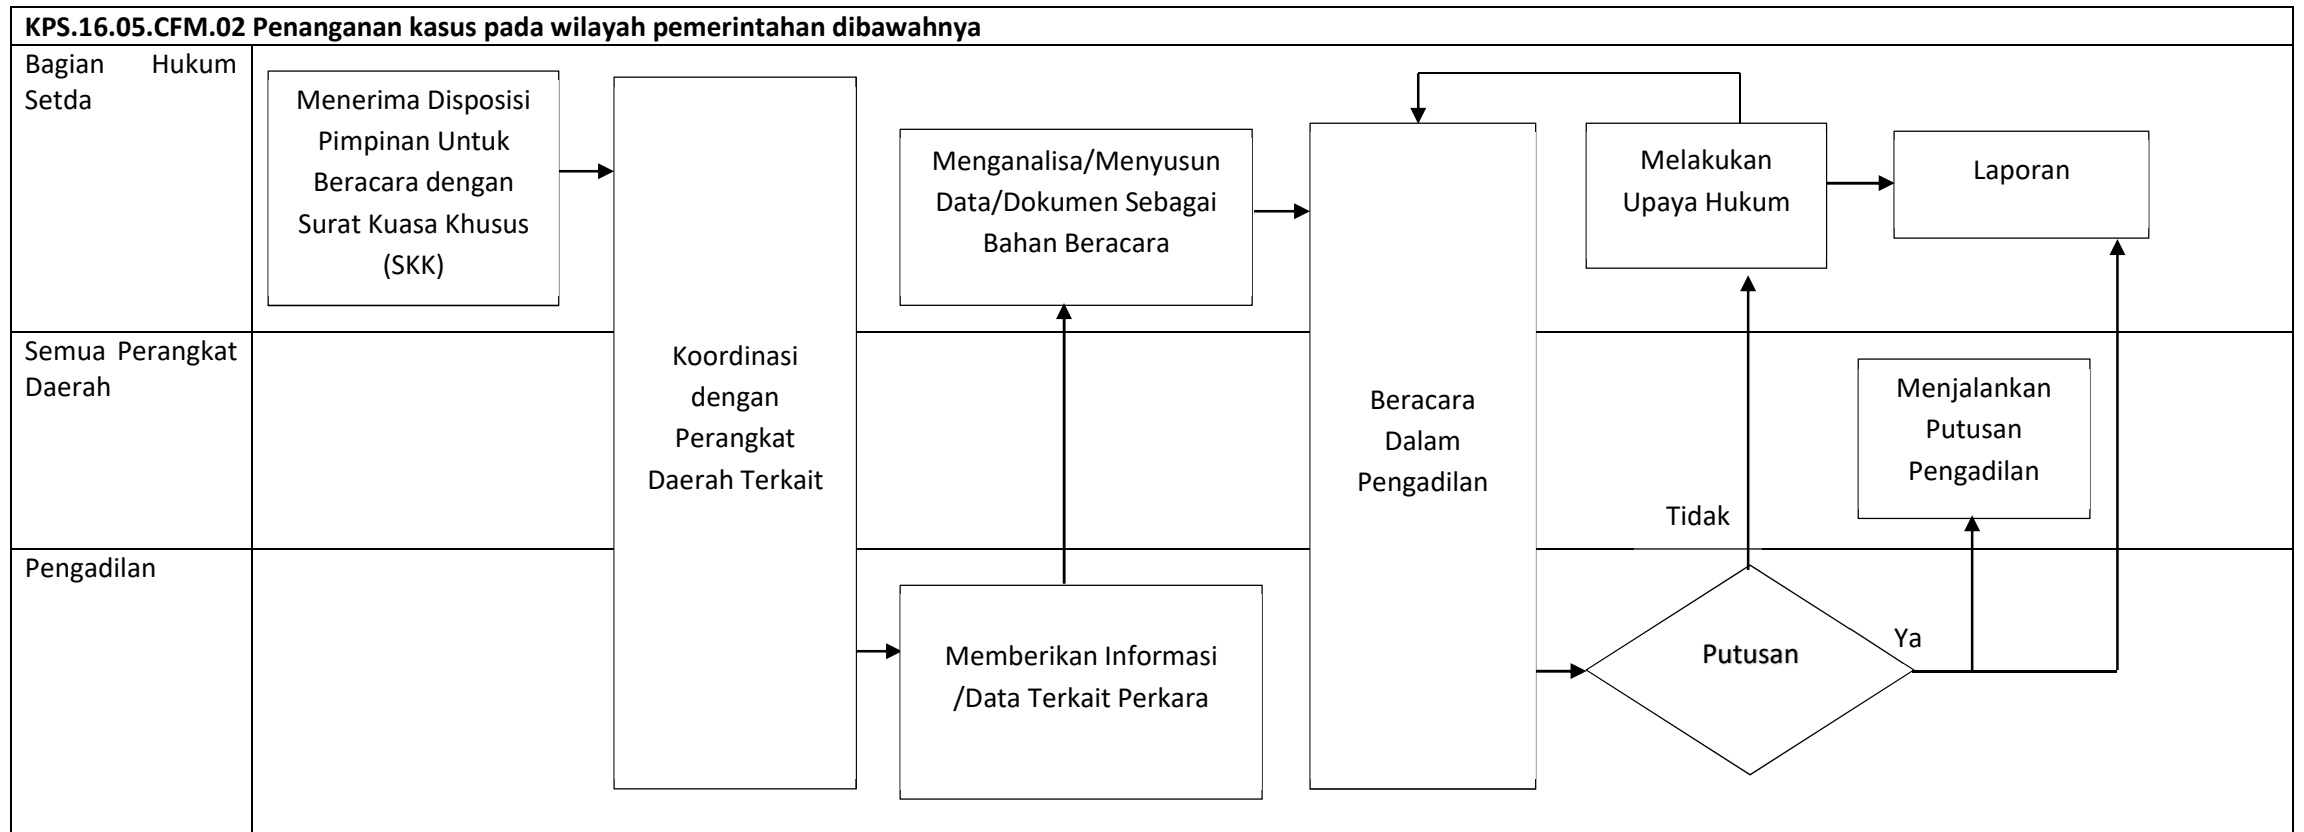 KPS.16.05.CFM.02 Penanganan kasus pada wilayah pemerintahan dibawahnya
Bagian Hukum
Setda
Menerima Disposisi
Pimpinan Untuk
Beracara dengan
Surat Kuasa Khusus
(SKK)
Koordinasi
dengan
Perangkat
Daerah Terkait
Menganalisa/Menyusun
Data/Dokumen Sebagai
Bahan Beracara
Beracara
Dalam
Pengadilan
Melakukan
Upaya Hukum
Laporan
Semua Perangkat
Daerah
Menjalankan
Putusan
Pengadilan
Tidak
Pengadilan
Memberikan Informasi
/Data Terkait Perkara
Putusan
Ya